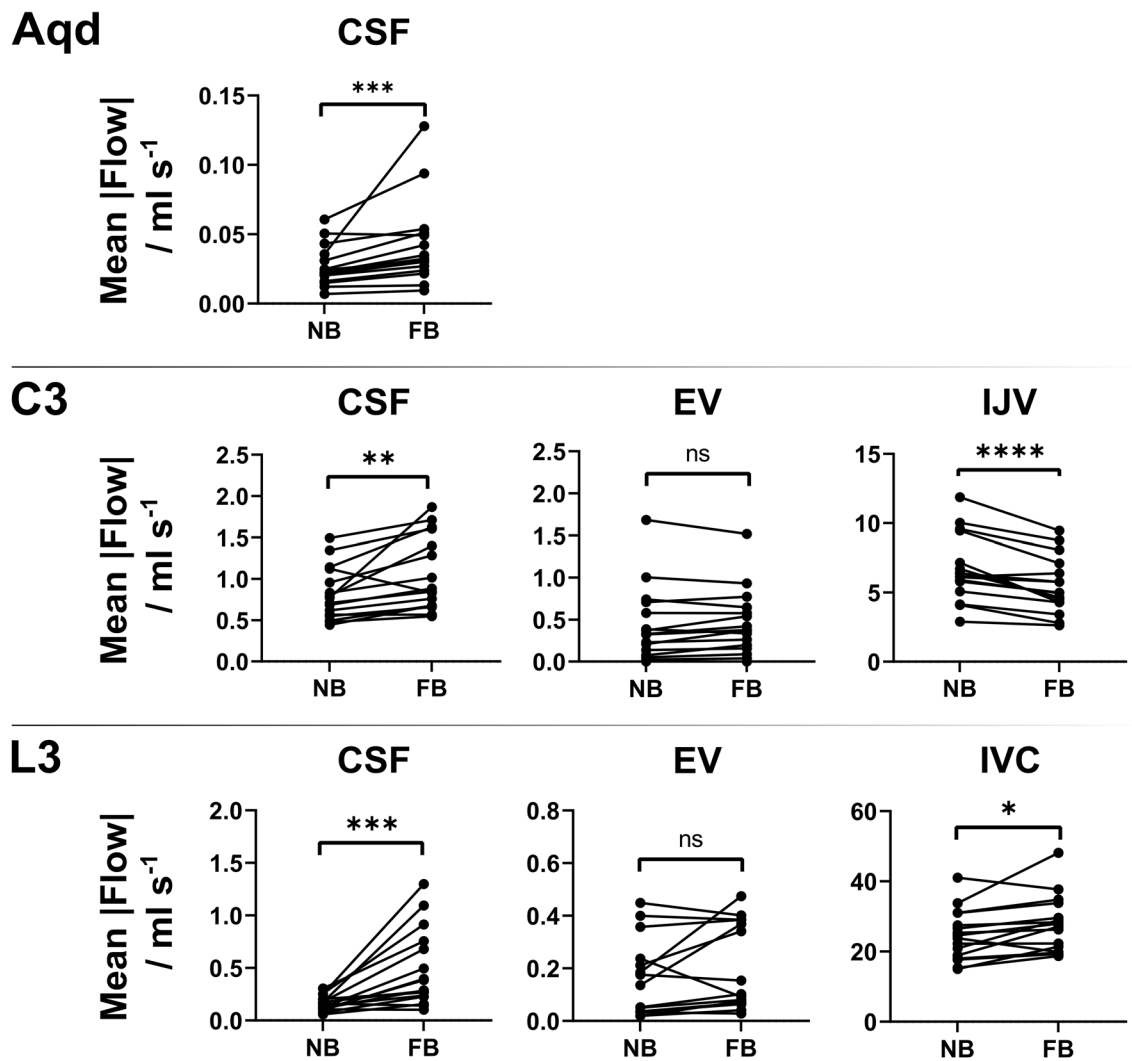 Aqd
CSF
Mean |Flow|
/ ml s⁻¹
***
0.15
0.10
0.05
0.00
NB FB
C3
CSF EV IJV
Mean |Flow|
/ ml s⁻¹
**
2.5
2.0
1.5
1.0
0.5
0.0
NB FB
ns
2.5
2.0
1.5
1.0
0.5
0.0
NB FB
****
15
10
5
0
NB FB
L3
CSF EV IVC
Mean |Flow|
/ ml s⁻¹
***
2.0
1.5
1.0
0.5
0.0
NB FB
ns
0.8
0.6
0.4
0.2
0.0
NB FB
*
60
40
20
0
NB FB